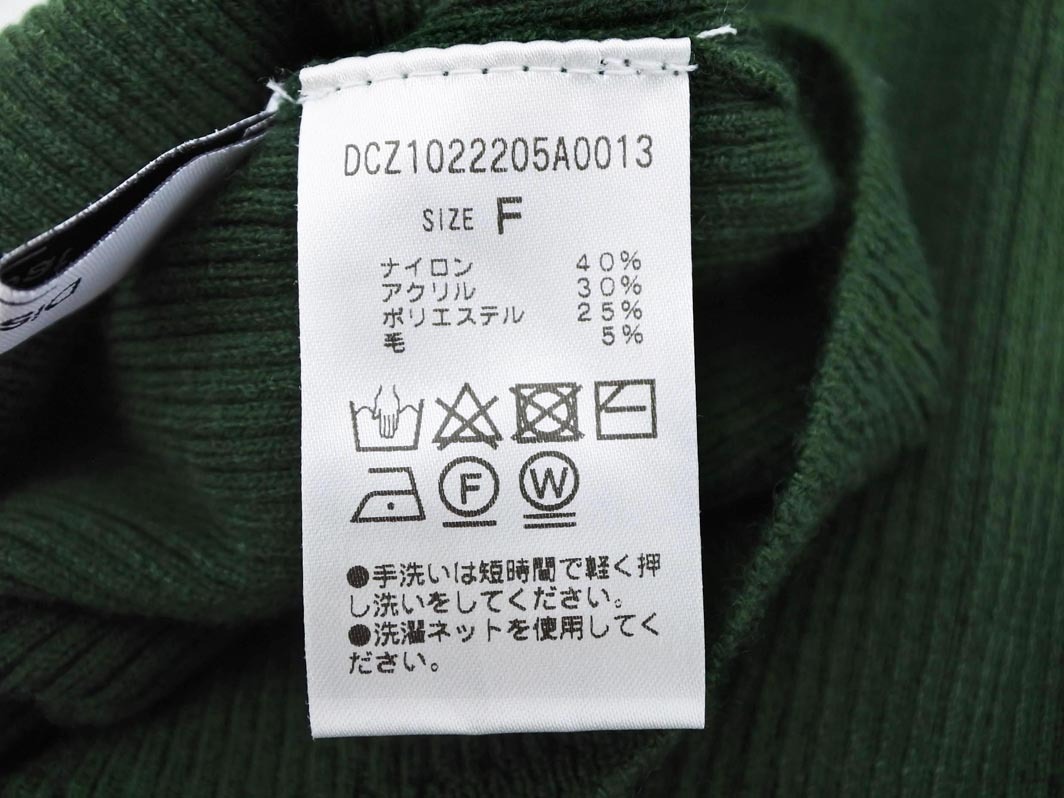 DCZ1022205A0013
SIZE F
ナイロン 40%
アクリル 30%
ポリエステル 25%
毛 5%
F W
●手洗いは短時間で軽く押
し洗いをしてください。
●洗濯ネットを使用してく
ださい。